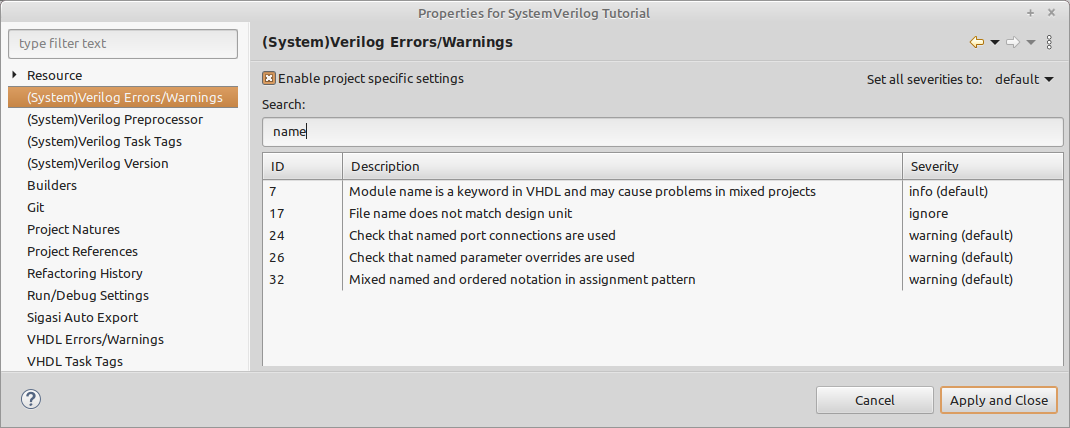 Properties for SystemVerilog Tutorial
type filter text
Resource
(System)Verilog Errors/Warnings
(System)Verilog Preprocessor
(System)Verilog Task Tags
(System)Verilog Version
Builders
Git
Project Natures
Project References
Refactoring History
Run/Debug Settings
Sigasi Auto Export
VHDL Errors/Warnings
VHDL Task Tags
(System)Verilog Errors/Warnings
Enable project specific settings
Set all severities to: default
Search:
name
ID Description Severity
7 Module name is a keyword in VHDL and may cause problems in mixed projects info (default)
17 File name does not match design unit ignore
24 Check that named port connections are used warning (default)
26 Check that named parameter overrides are used warning (default)
32 Mixed named and ordered notation in assignment pattern warning (default)
?
Cancel
Apply and Close